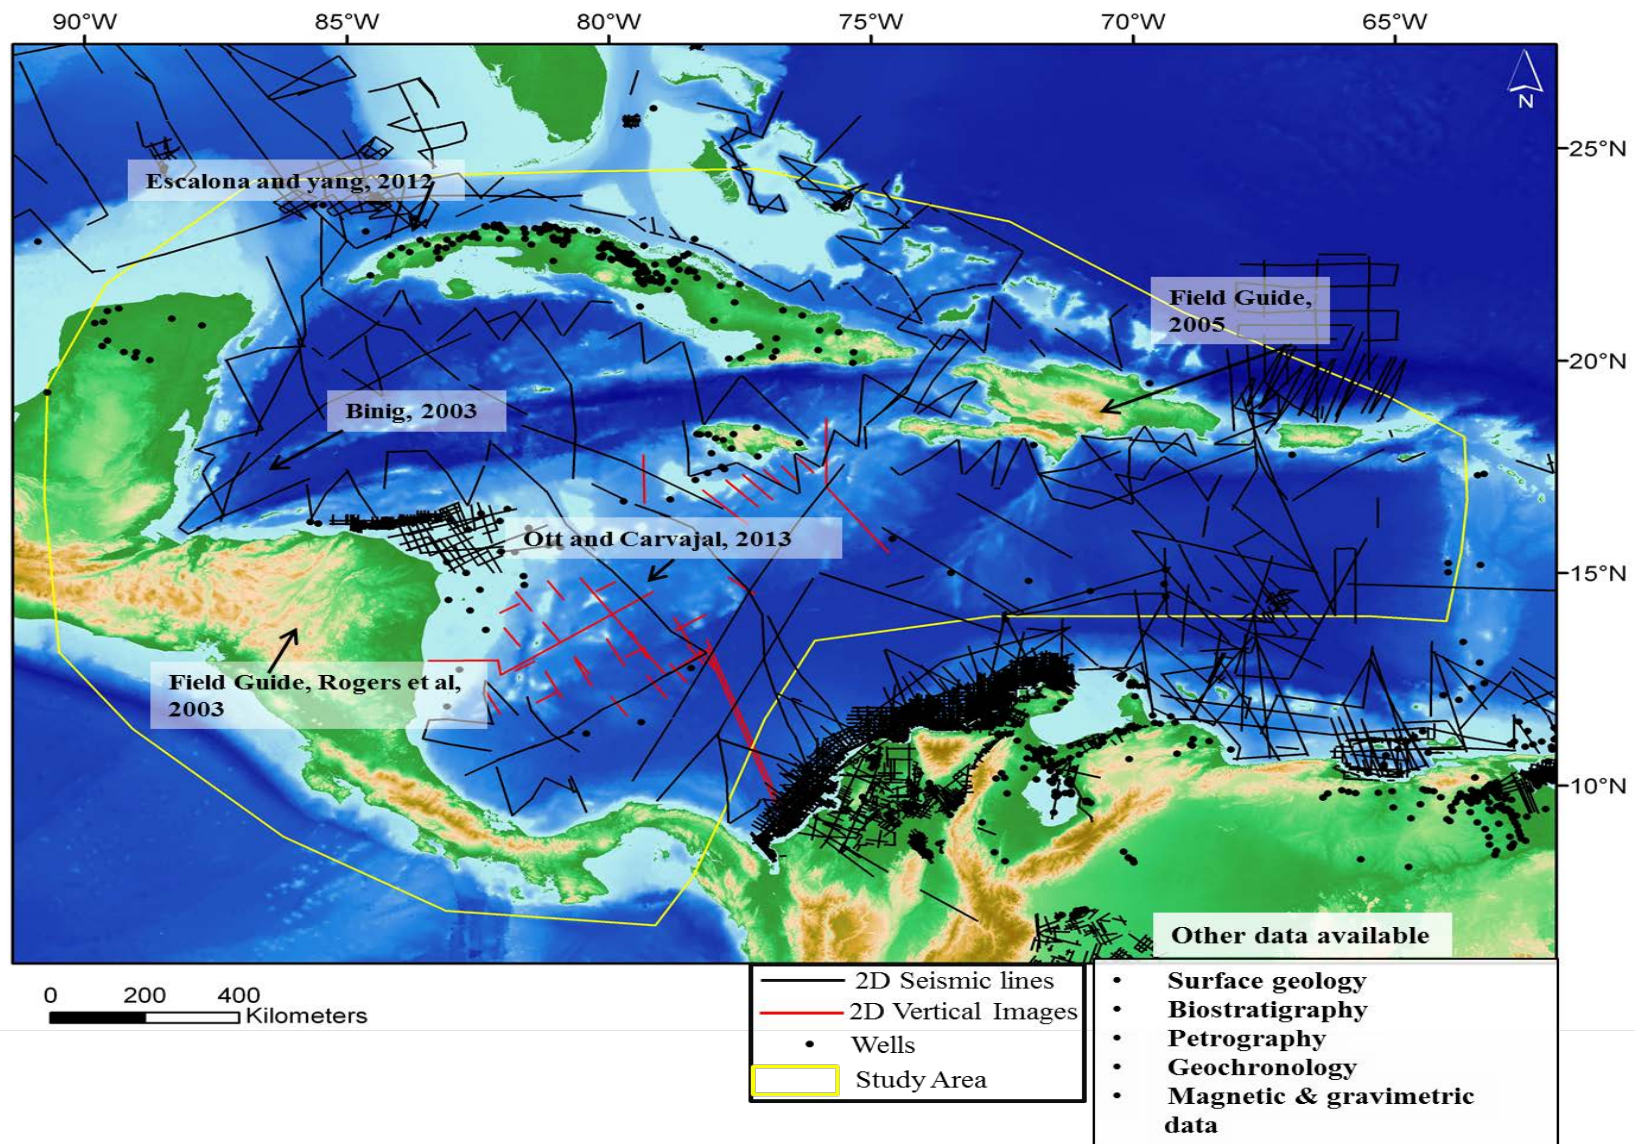 90°W 85°W 80°W 75°W 70°W 65°W
N
25°N
Escalona and yang, 2012
Field Guide,
2005
20°N
Binig, 2003
Ott and Carvajal, 2013
15°N
Field Guide, Rogers et al,
2003
10°N
Other data available
0 200 400
Kilometers
2D Seismic lines
2D Vertical Images
Wells
Study Area
• Surface geology
• Biostratigraphy
• Petrography
• Geochronology
• Magnetic & gravimetric
data